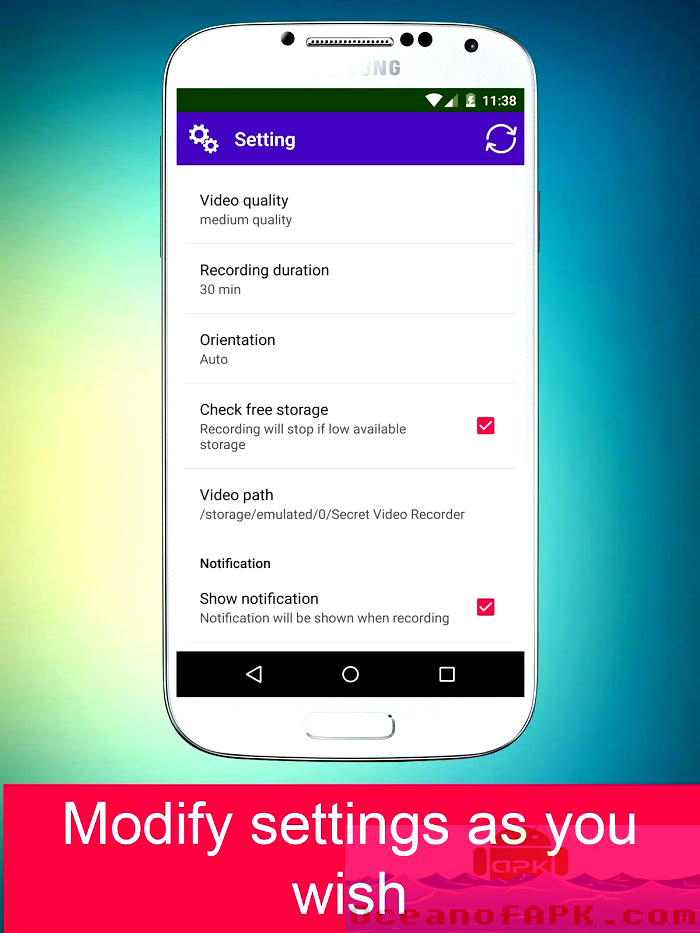 11:38
Setting
Video quality
medium quality
Recording duration
30 min
Orientation
Auto
Check free storage
Recording will stop if low available
storage
Video path
/storage/emulated/0/Secret Video Recorder
Notification
Show notification
Notification will be shown when recording
Modify settings as you
wish
APK
OceanofAPK.com